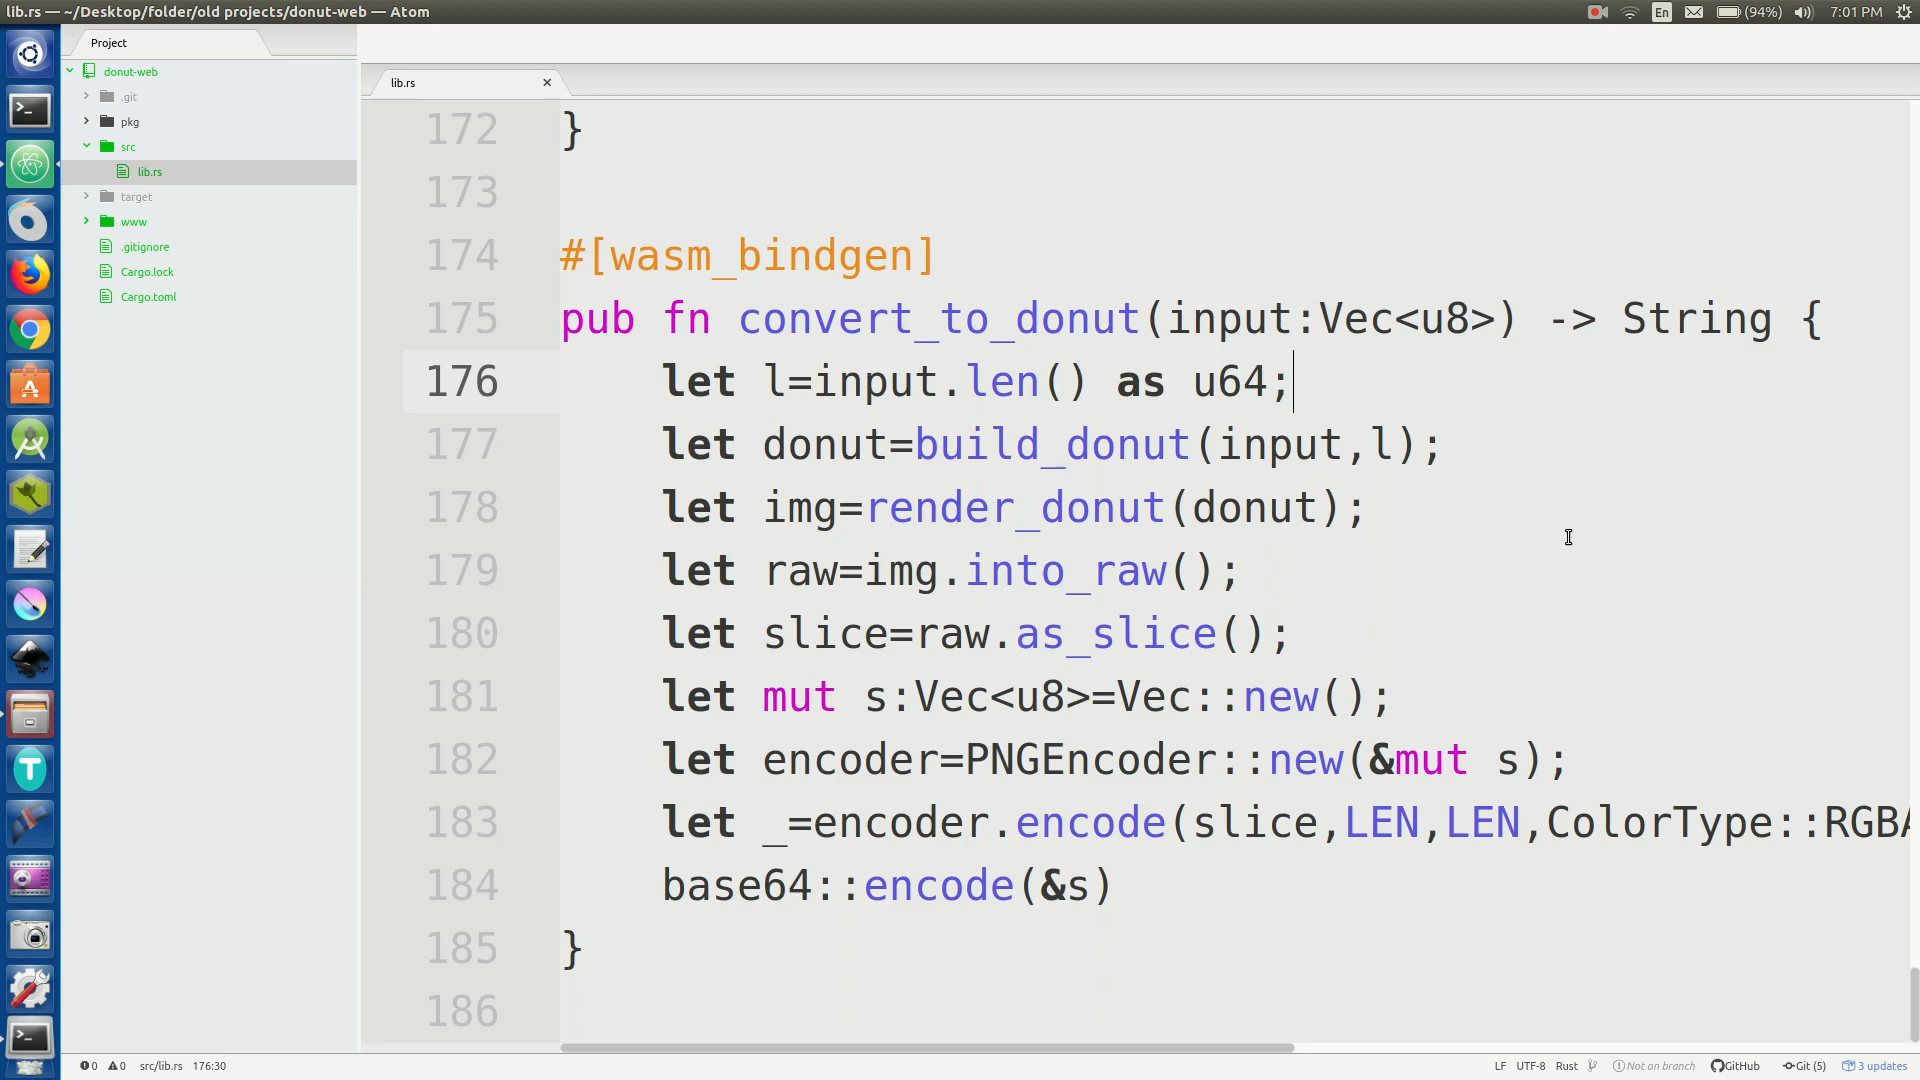 lib.rs — ~/Desktop/folder/old projects/donut-web — Atom
En
(94%)
7:01 PM
Project
donut-web
.git
pkg
src
lib.rs
target
www
.gitignore
Cargo.lock
Cargo.toml
lib.rs
172 }
173
174 #[wasm_bindgen]
175 pub fn convert_to_donut(input:Vec<u8>) -> String {
176 let l=input.len() as u64;
177 let donut=build_donut(input,l);
178 let img=render_donut(donut);
179 let raw=img.into_raw();
180 let slice=raw.as_slice();
181 let mut s:Vec<u8>=Vec::new();
182 let encoder=PNGEncoder::new(&mut s);
183 let _=encoder.encode(slice,LEN,LEN,ColorType::RGBA
184 base64::encode(&s)
185 }
186
0 0 src/lib.rs 176:30
LF UTF-8 Rust Not on branch GitHub Git (5) 3 updates